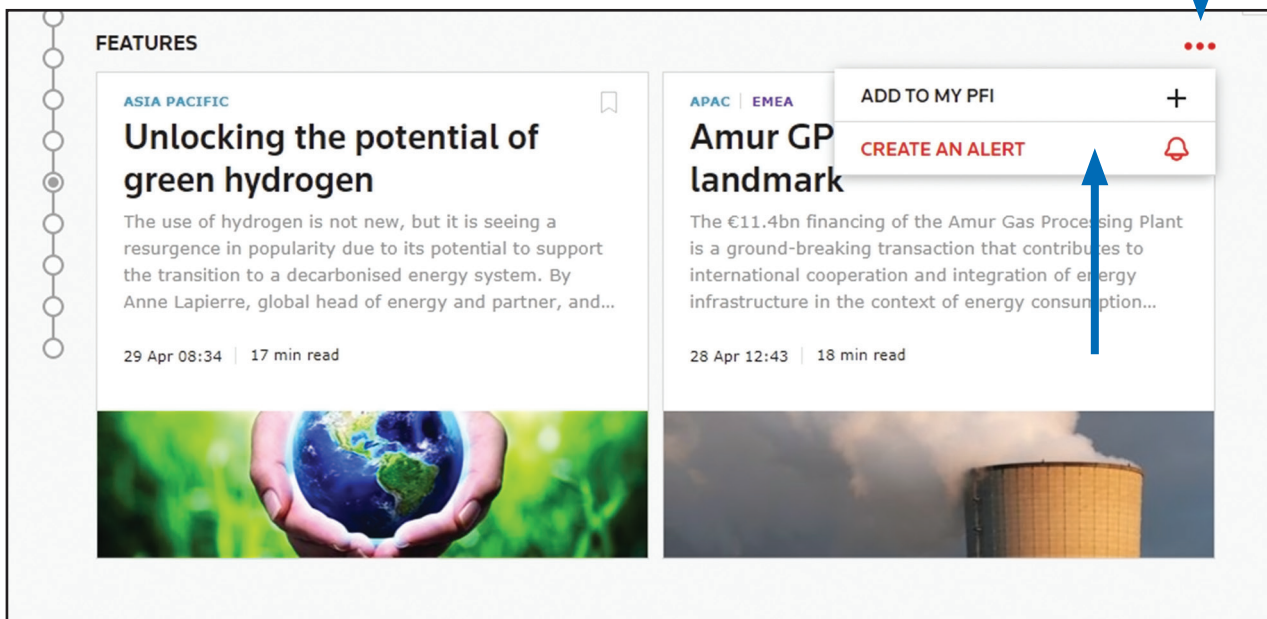 FEATURES
ASIA PACIFIC
Unlocking the potential of
green hydrogen
The use of hydrogen is not new, but it is seeing a
resurgence in popularity due to its potential to support
the transition to a decarbonised energy system. By
Anne Lapierre, global head of energy and partner, and...
29 Apr 08:34 | 17 min read
APAC | EMEA
Amur GP
landmark
The €11.4bn financing of the Amur Gas Processing Plant
is a ground-breaking transaction that contributes to
international cooperation and integration of energy
infrastructure in the context of energy consumption...
28 Apr 12:43 | 18 min read
ADD TO MY PFI
CREATE AN ALERT